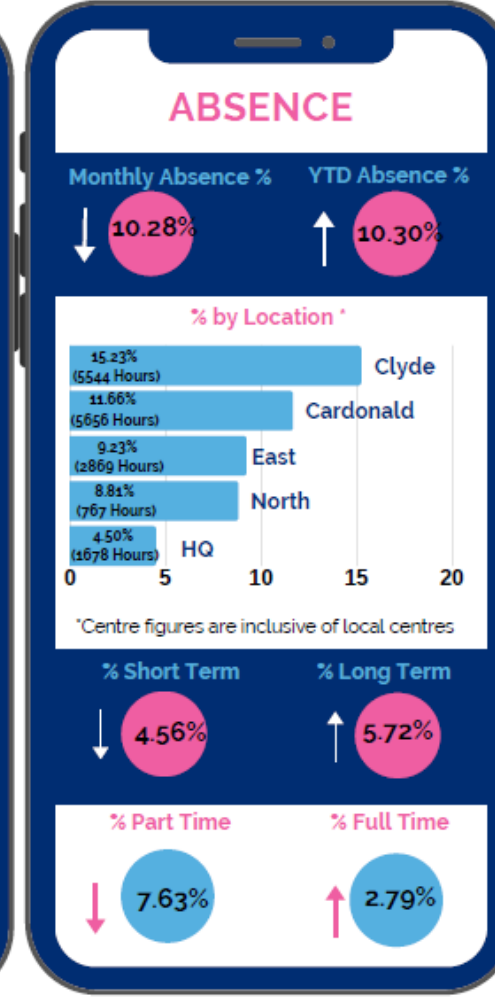 ABSENCE
Monthly Absence %
YTD Absence %
10.28%
10.30%
% by Location *
15.23%
(5544 Hours)
Clyde
11.66%
(5656 Hours)
Cardonald
9.23%
(2869 Hours)
East
8.81%
(767 Hours)
North
4.50%
(1678 Hours)
HQ
0 5 10 15 20
*Centre figures are inclusive of local centres
% Short Term
% Long Term
4.56%
5.72%
% Part Time
% Full Time
7.63%
2.79%